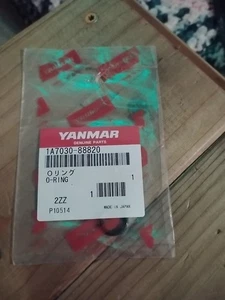 YANMAR
GENUINE PARTS
1A7030-88820
Oリング
O-RING
1
2ZZ
1
P10514
MADE IN JAPAN